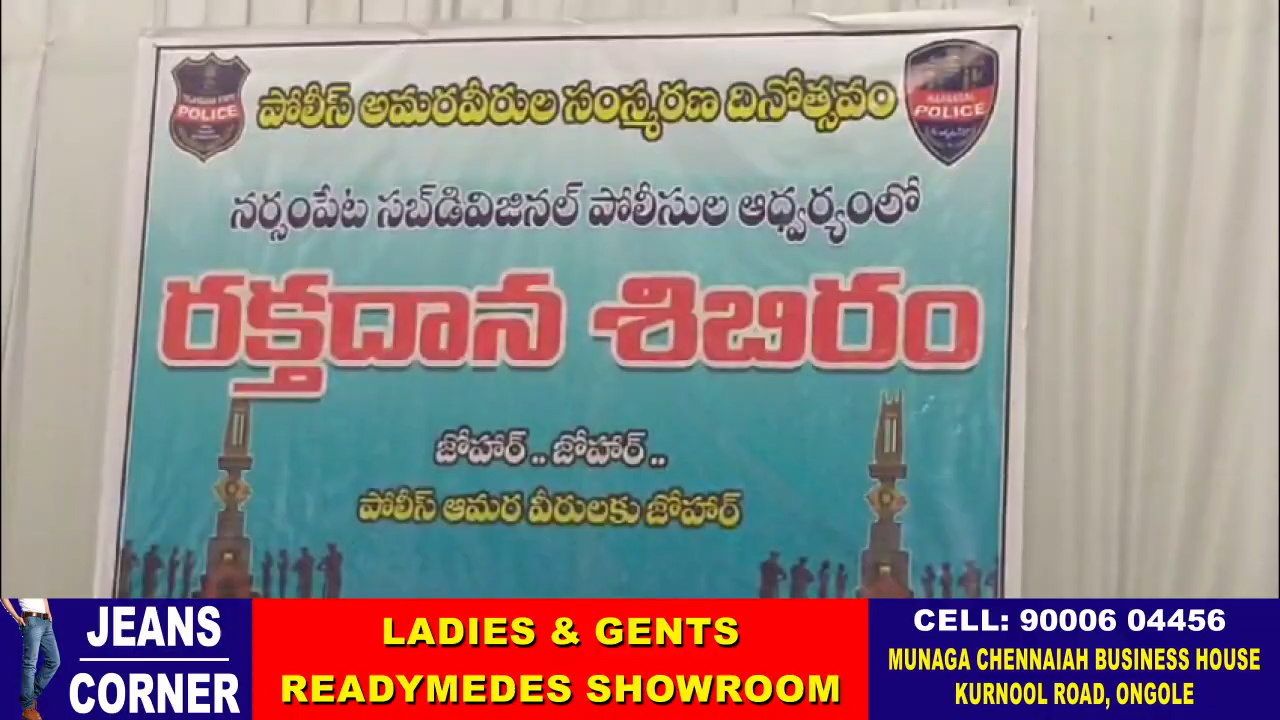 పోలీస్ అమరవీరుల సంస్మరణ దినోత్సవం
POLICE
POLICE
నర్సంపేట సబ్‌డివిజినల్ పోలీసుల ఆధ్వర్యంలో
రక్తదాన శిబిరం
జోహార్.. జోహార్..
పోలీస్ ఆమర వీరులకు జోహార్
JEANS CORNER
LADIES & GENTS
READYMEDES SHOWROOM
CELL: 90006 04456
MUNAGA CHENNAIAH BUSINESS HOUSE
KURNOOL ROAD, ONGOLE